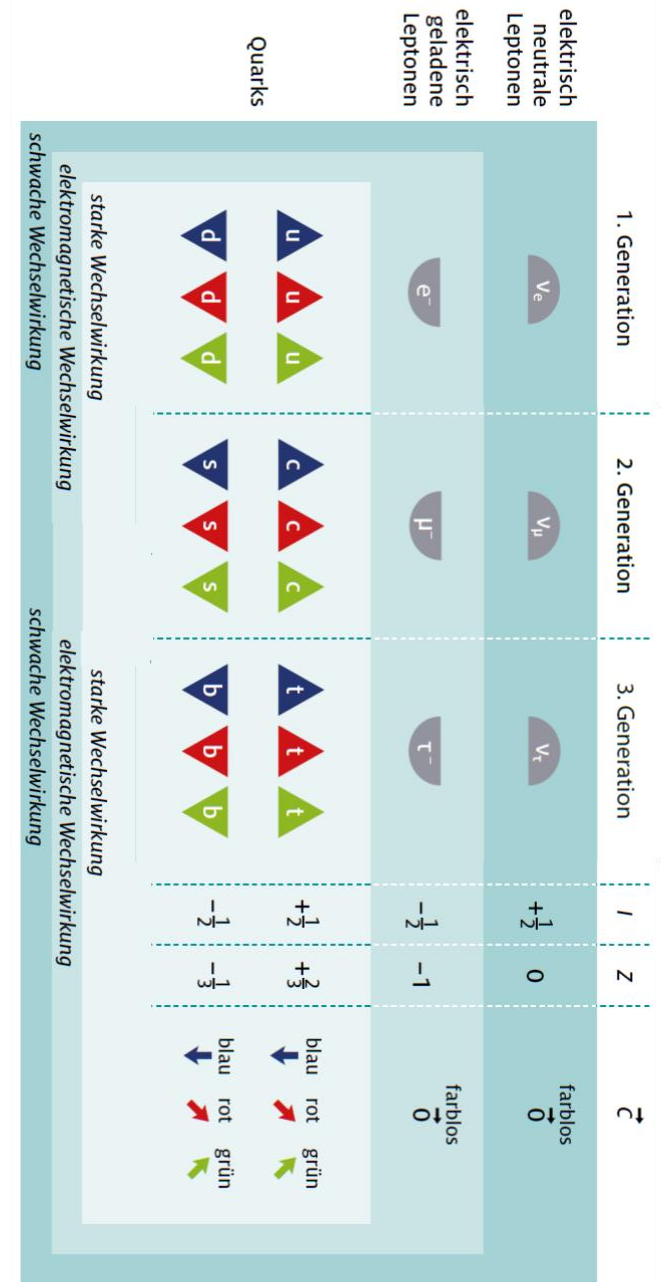 1. Generation 2. Generation 3. Generation I Z C⃗
elektrisch
neutrale
Leptonen
νe νμ ντ +1/2 0 farblos
0⃗
elektrisch
geladene
Leptonen
e⁻ μ⁻ τ⁻ -1/2 -1 farblos
0⃗
Quarks
u u u c c c t t t +1/2 +2/3 blau rot grün
d d d s s s b b b -1/2 -1/3 blau rot grün
starke Wechselwirkung starke Wechselwirkung
elektromagnetische Wechselwirkung elektromagnetische Wechselwirkung
schwache Wechselwirkung schwache Wechselwirkung